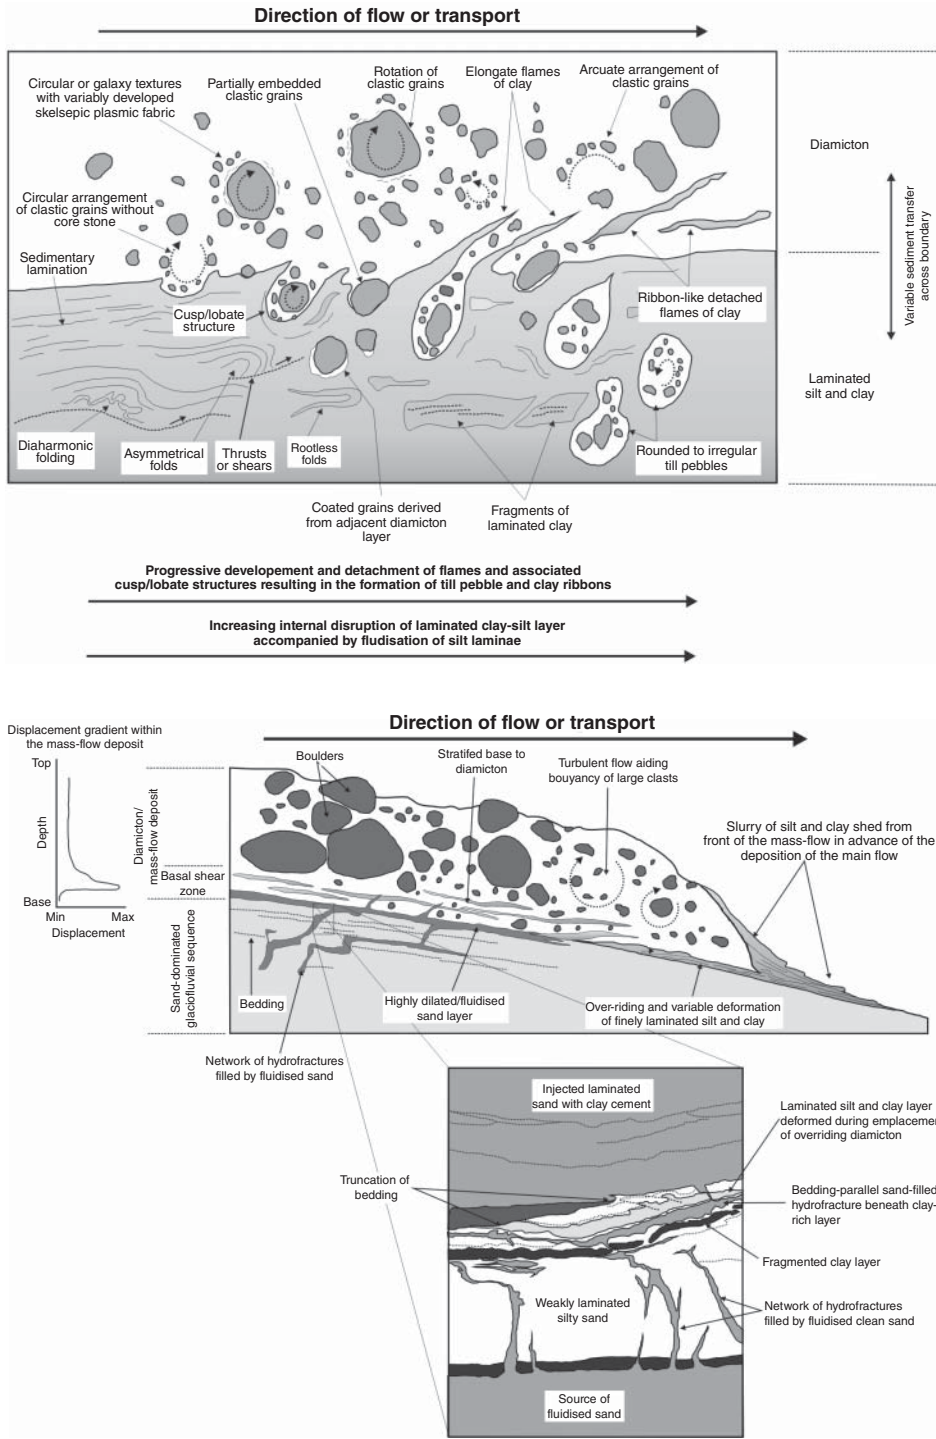 Direction of flow or transport
Circular or galaxy textures
with variably developed
skelsepic plasmic fabric
Partially embedded
clastic grains
Rotation of
clastic grains
Elongate flames
of clay
Arcuate arrangement of
clastic grains
Diamicton
Circular arrangement
of clastic grains without
core stone
Sedimentary
lamination
Variable sediment transfer
across boundary
Cusp/lobate
structure
Ribbon-like detached
flames of clay
Laminated
silt and clay
Diaharmonic
folding
Asymmetrical
folds
Thrusts
or shears
Rootless
folds
Rounded to irregular
till pebbles
Coated grains derived
from adjacent diamicton
layer
Fragments of
laminated clay
Progressive developement and detachment of flames and associated
cusp/lobate structures resulting in the formation of till pebble and clay ribbons
Increasing internal disruption of laminated clay-silt layer
accompanied by fludisation of silt laminae
Direction of flow or transport
Displacement gradient within
the mass-flow deposit
Top
Depth
Base
Min
Max
Displacement
Diamicton/
mass-flow deposit
Basal shear
zone
Sand-dominated
glaciofluvial sequence
Boulders
Stratifed base to
diamicton
Turbulent flow aiding
bouyancy of large clasts
Slurry of silt and clay shed from
front of the mass-flow in advance of the
deposition of the main flow
Bedding
Highly dilated/fluidised
sand layer
Over-riding and variable deformation
of finely laminated silt and clay
Network of hydrofractures
filled by fluidised sand
Injected laminated
sand with clay cement
Laminated silt and clay layer
deformed during emplacemen
of overriding diamicton
Truncation of
bedding
Bedding-parallel sand-filled
hydrofracture beneath clay-
rich layer
Fragmented clay layer
Weakly laminated
silty sand
Network of hydrofractures
filled by fluidised clean sand
Source of
fluidised sand